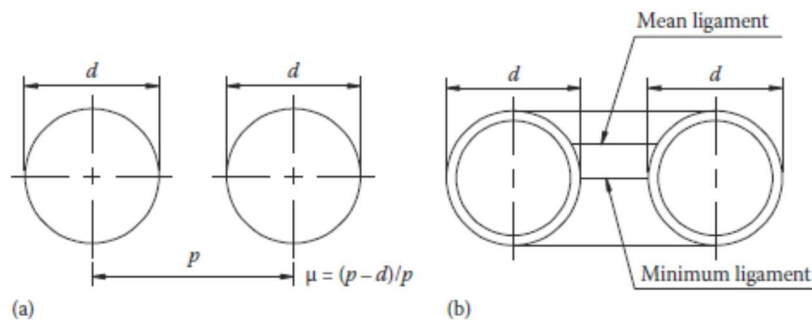 Mean ligament
d
d
d
d
p
μ = (p – d)/p
(a)
(b)
Minimum ligament